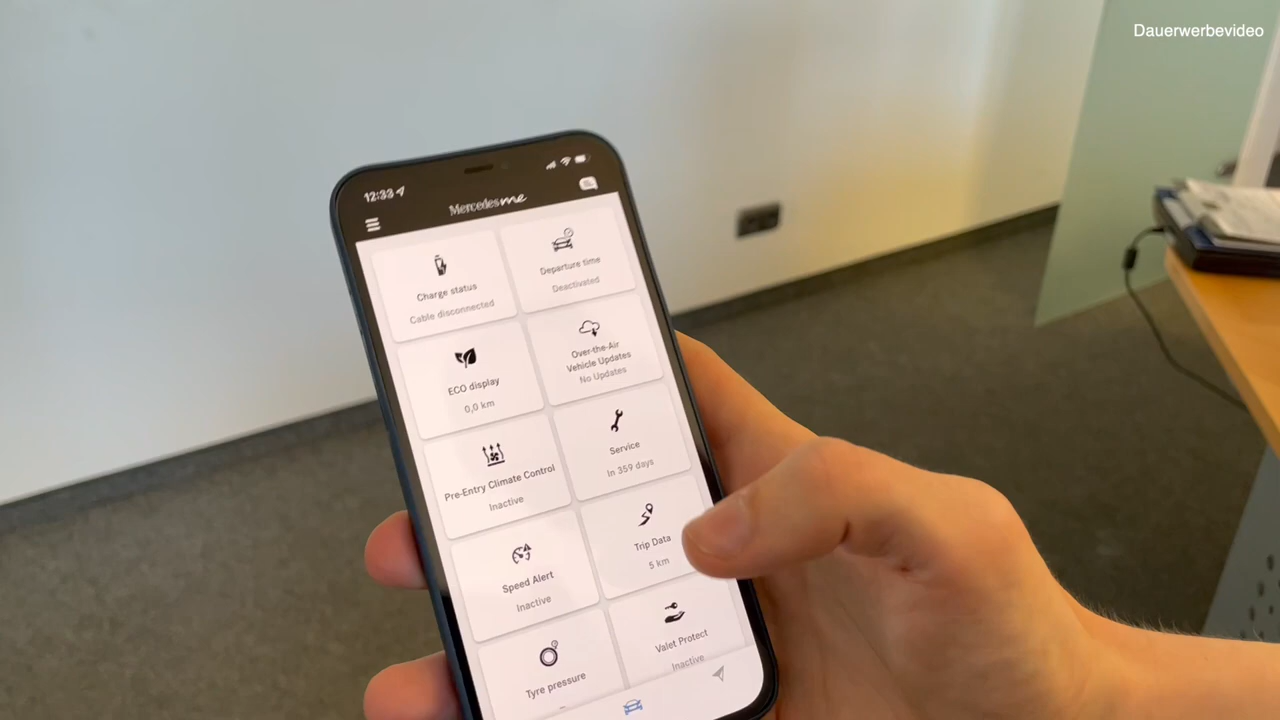 Dauerwerbevideo
12:33
Mercedes me
Charge status
Cable disconnected
Departure time
Deactivated
ECO display
0,0 km
Over-the-Air
Vehicle Updates
No Updates
Pre-Entry Climate Control
Inactive
Service
In 359 days
Speed Alert
Inactive
Trip Data
5 km
Tyre pressure
Valet Protect
Inactive